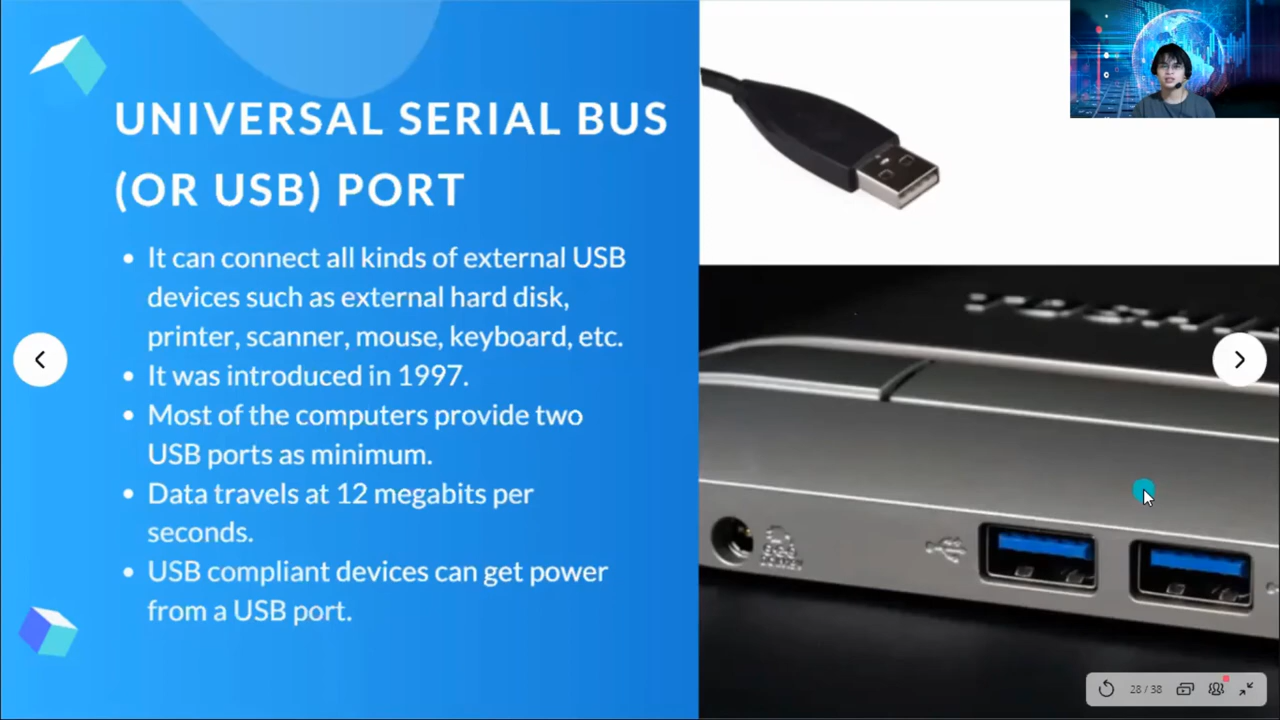 UNIVERSAL SERIAL BUS
(OR USB) PORT
• It can connect all kinds of external USB
devices such as external hard disk,
printer, scanner, mouse, keyboard, etc.
• It was introduced in 1997.
• Most of the computers provide two
USB ports as minimum.
• Data travels at 12 megabits per
seconds.
• USB compliant devices can get power
from a USB port.
28 / 38